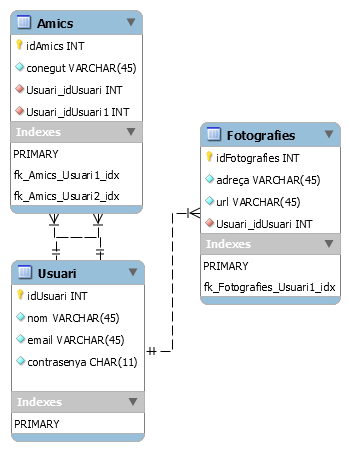 Amics
idAmics INT
conegut VARCHAR(45)
Usuari_idUsuari INT
Usuari_idUsuari1 INT
Indexes
PRIMARY
fk_Amics_Usuari1_idx
fk_Amics_Usuari2_idx
Fotografies
idFotografies INT
adreça VARCHAR(45)
url VARCHAR(45)
Usuari_idUsuari INT
Indexes
PRIMARY
fk_Fotografies_Usuari1_idx
Usuari
idUsuari INT
nom VARCHAR(45)
email VARCHAR(45)
contrasenya CHAR(11)
Indexes
PRIMARY